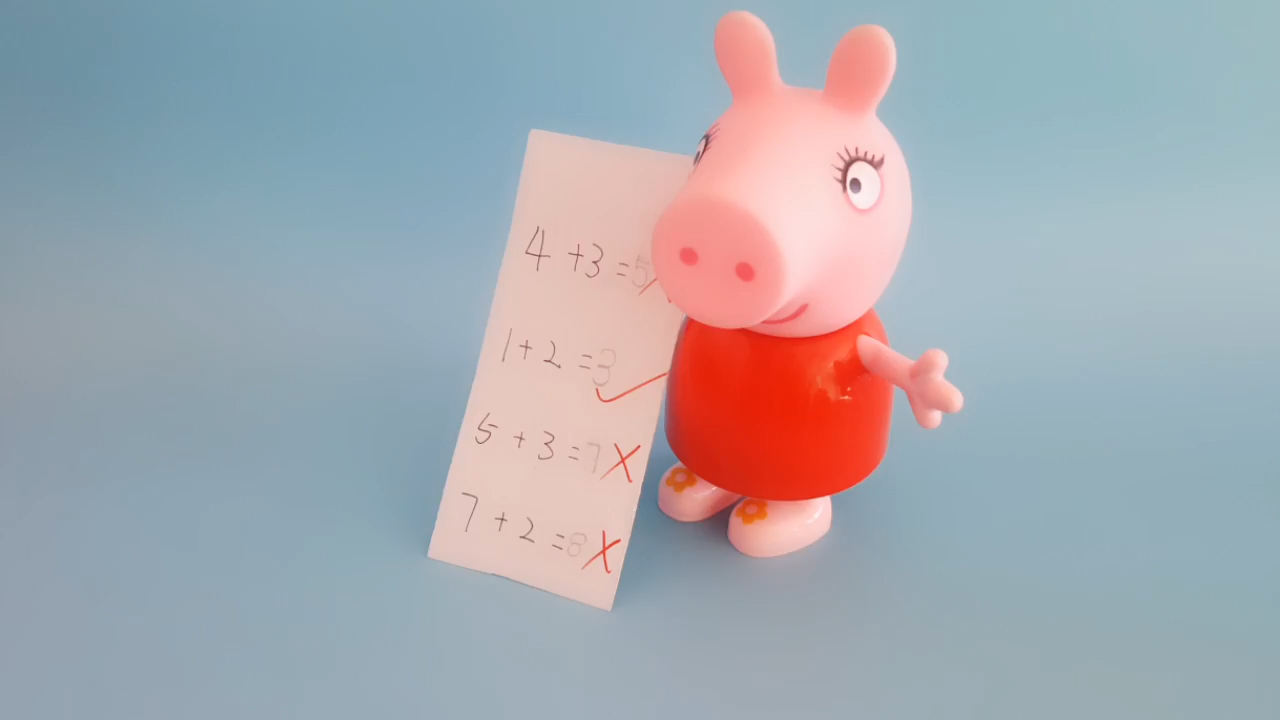 4 + 3 = 5
1 + 2 = 3
5 + 3 = 7
7 + 2 = 8